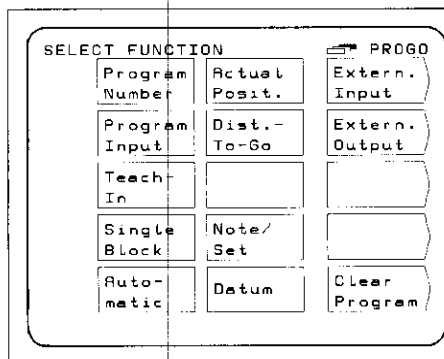 SELECT FUNCTION PROGO
Program Actual Extern.
Number Posit. Input
Program Dist.- Extern.
Input To-Go Output
Teach-
In
Single Note/
Block Set
Auto- Datum Clear
matic Program